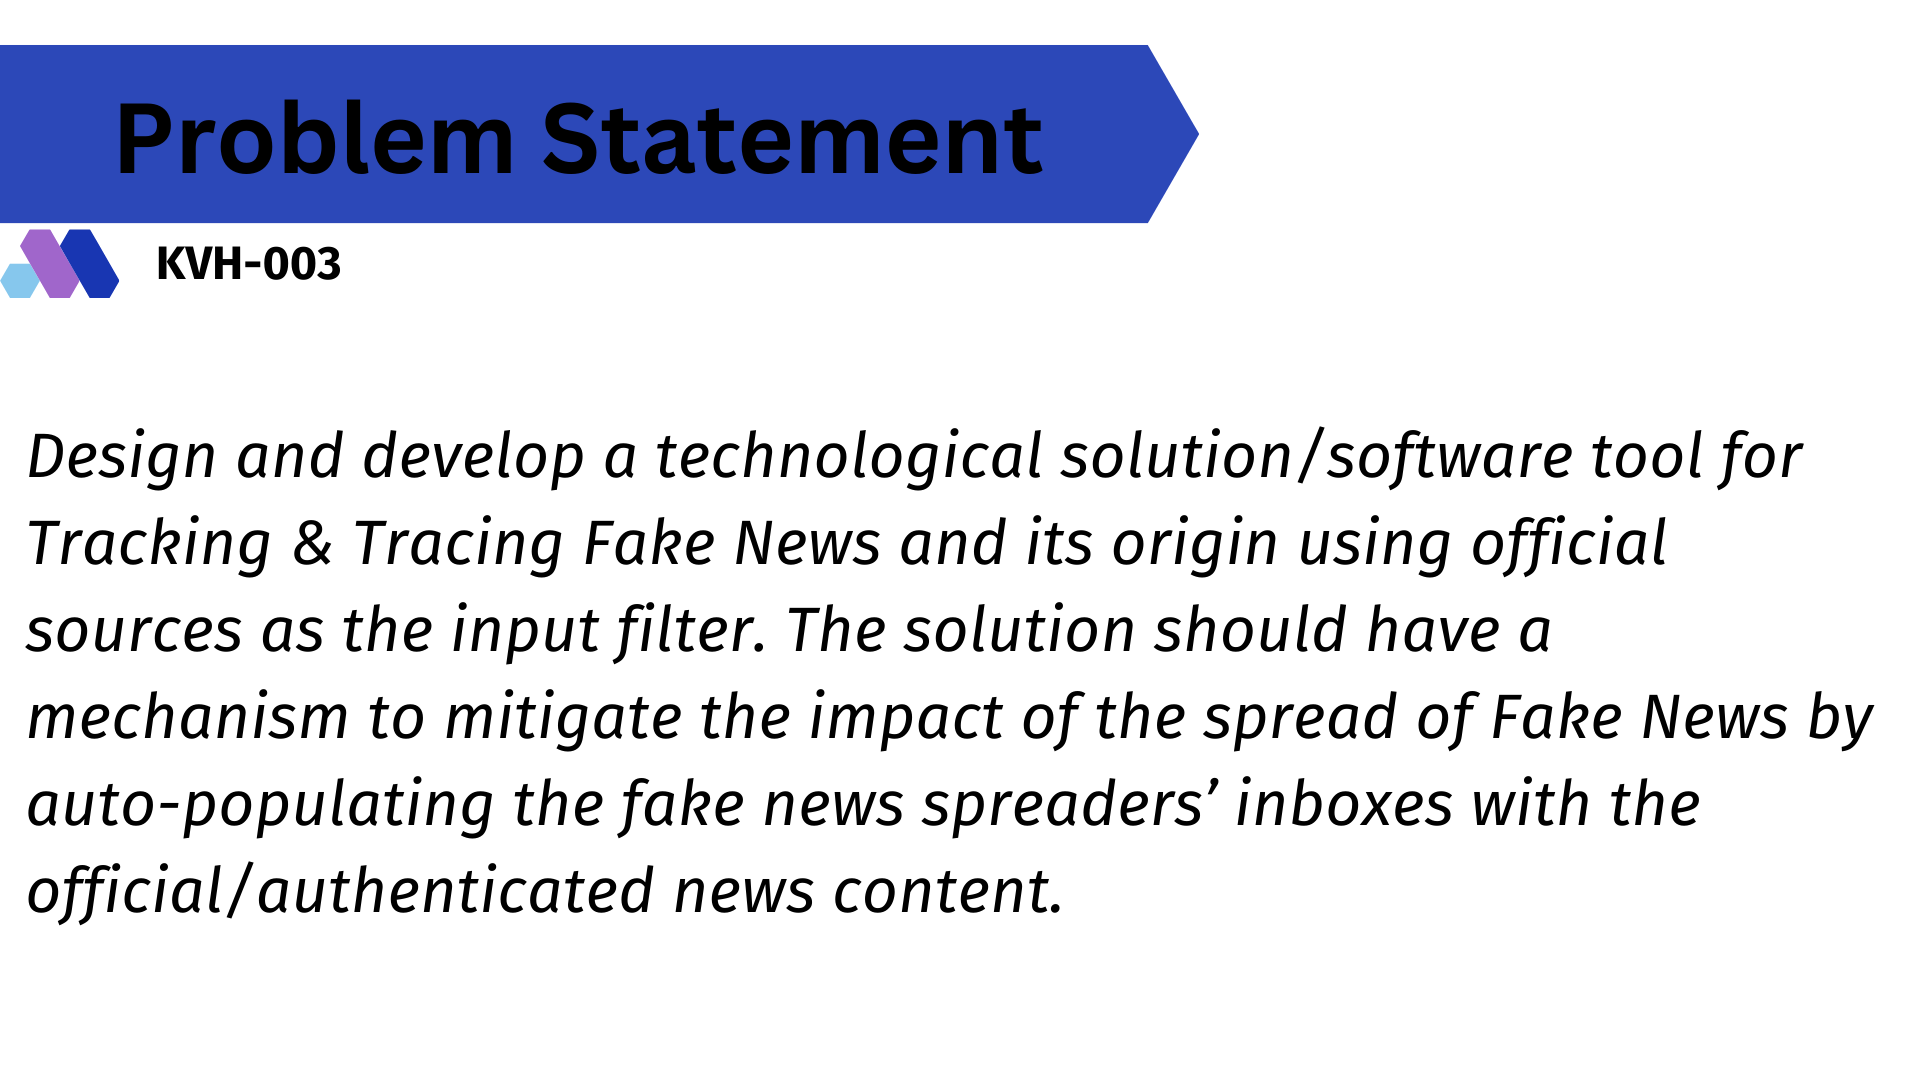 Problem Statement
KVH-003
Design and develop a technological solution/software tool for
Tracking & Tracing Fake News and its origin using official
sources as the input filter. The solution should have a
mechanism to mitigate the impact of the spread of Fake News by
auto-populating the fake news spreaders’ inboxes with the
official/authenticated news content.